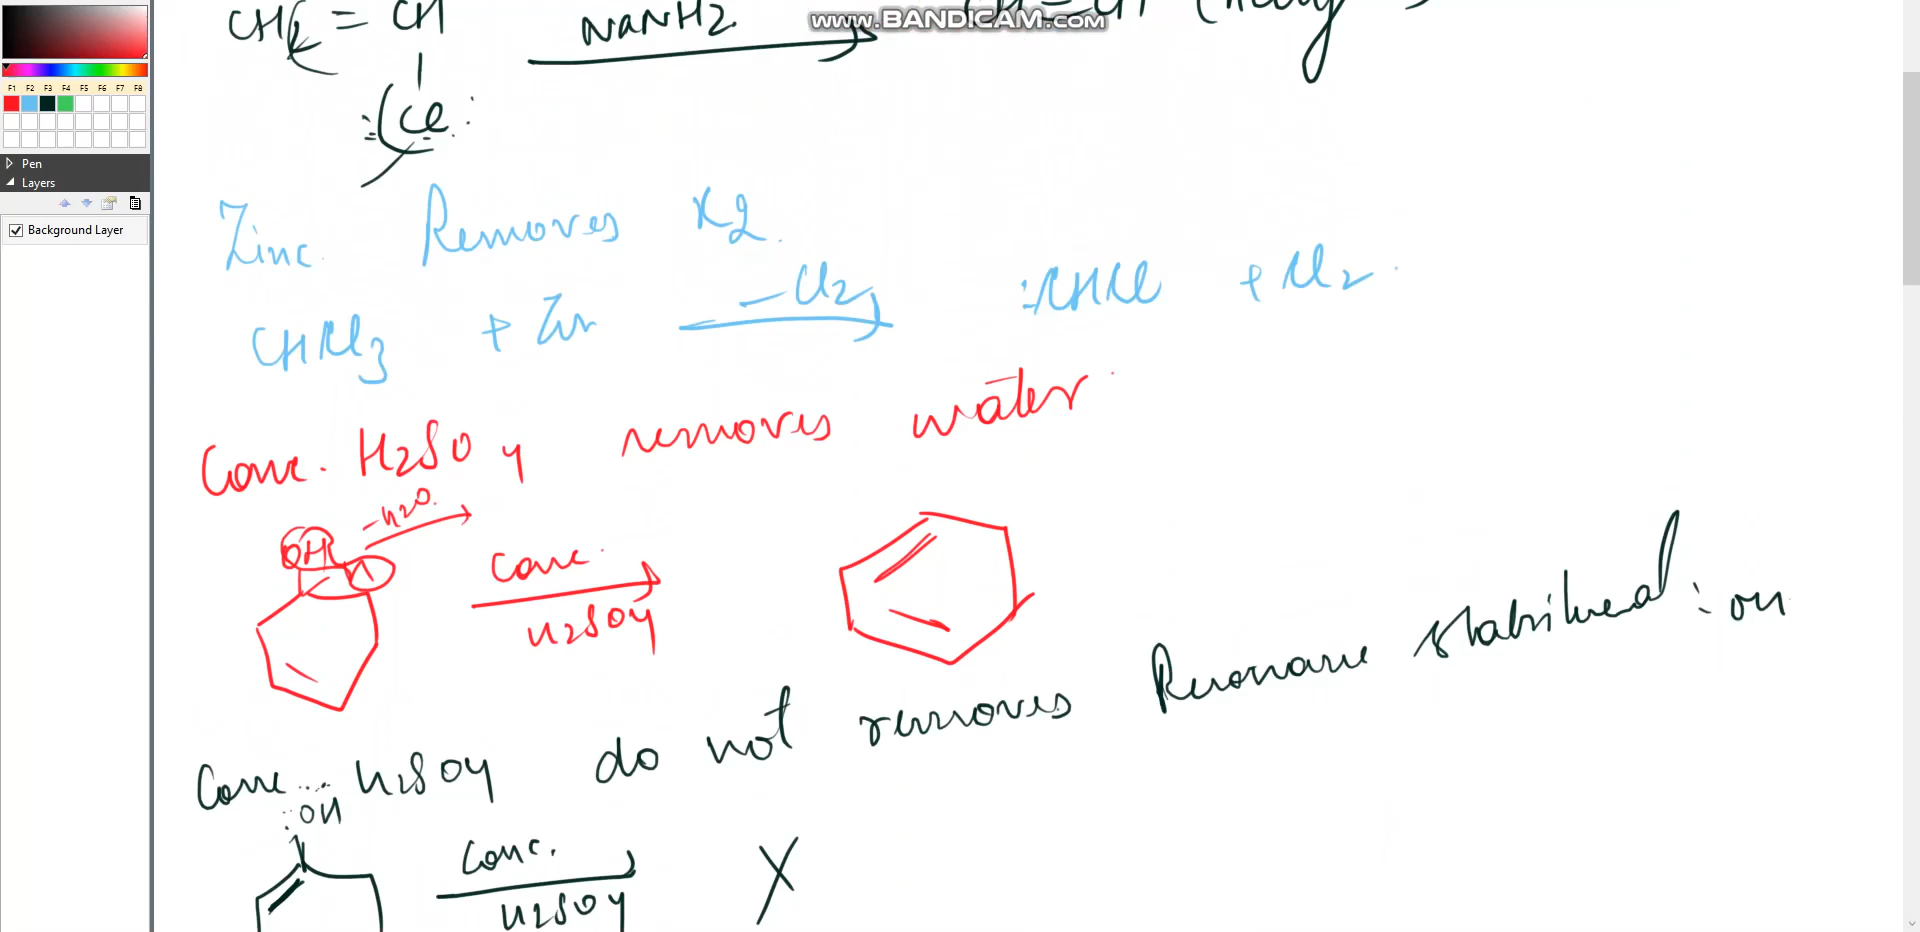 CH2 = CH NaNH2
www.BANDICAM.com
:Cl:
F1 F2 F3 F4 F5 F6 F7 F8
Pen
Layers
Background Layer
Zinc Removes X2.
CHCl3 + Zn -Cl2 :CHCl + Cl2.
Conc. H2SO4 removes water.
-H2O.
OH H
Conc.
H2SO4
Conc. H2SO4 do not removes Resonance stabilised :OH
:OH
Conc.
H2SO4 X